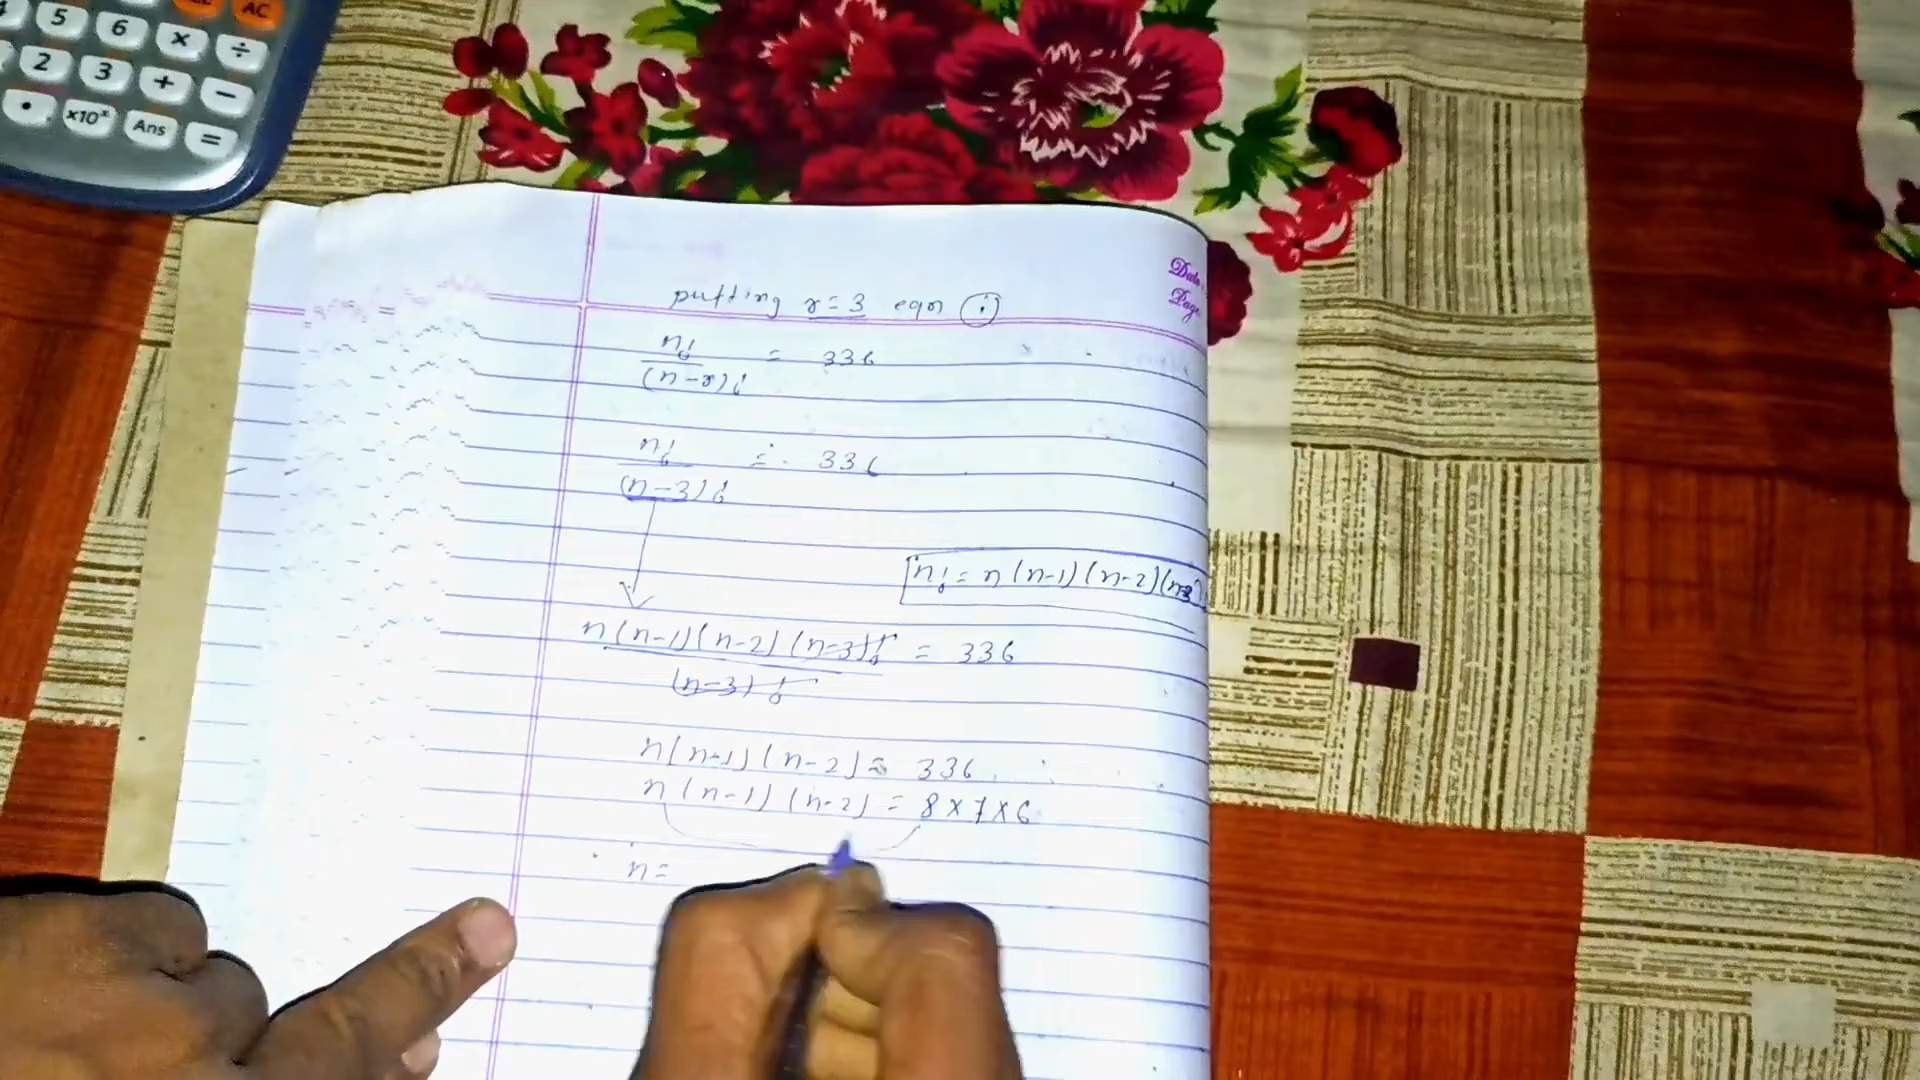 AC
5 6 × ÷
2 3 + −
• ×10ˣ Ans =
Date
Page
putting r = 3 eqn (i)
n! / (n-r)! = 336
n! / (n-3)! = 336
n! = n(n-1)(n-2)(n-3)
n(n-1)(n-2)(n-3)! / (n-3)! = 336
n(n-1)(n-2) = 336
n(n-1)(n-2) = 8×7×6
n =